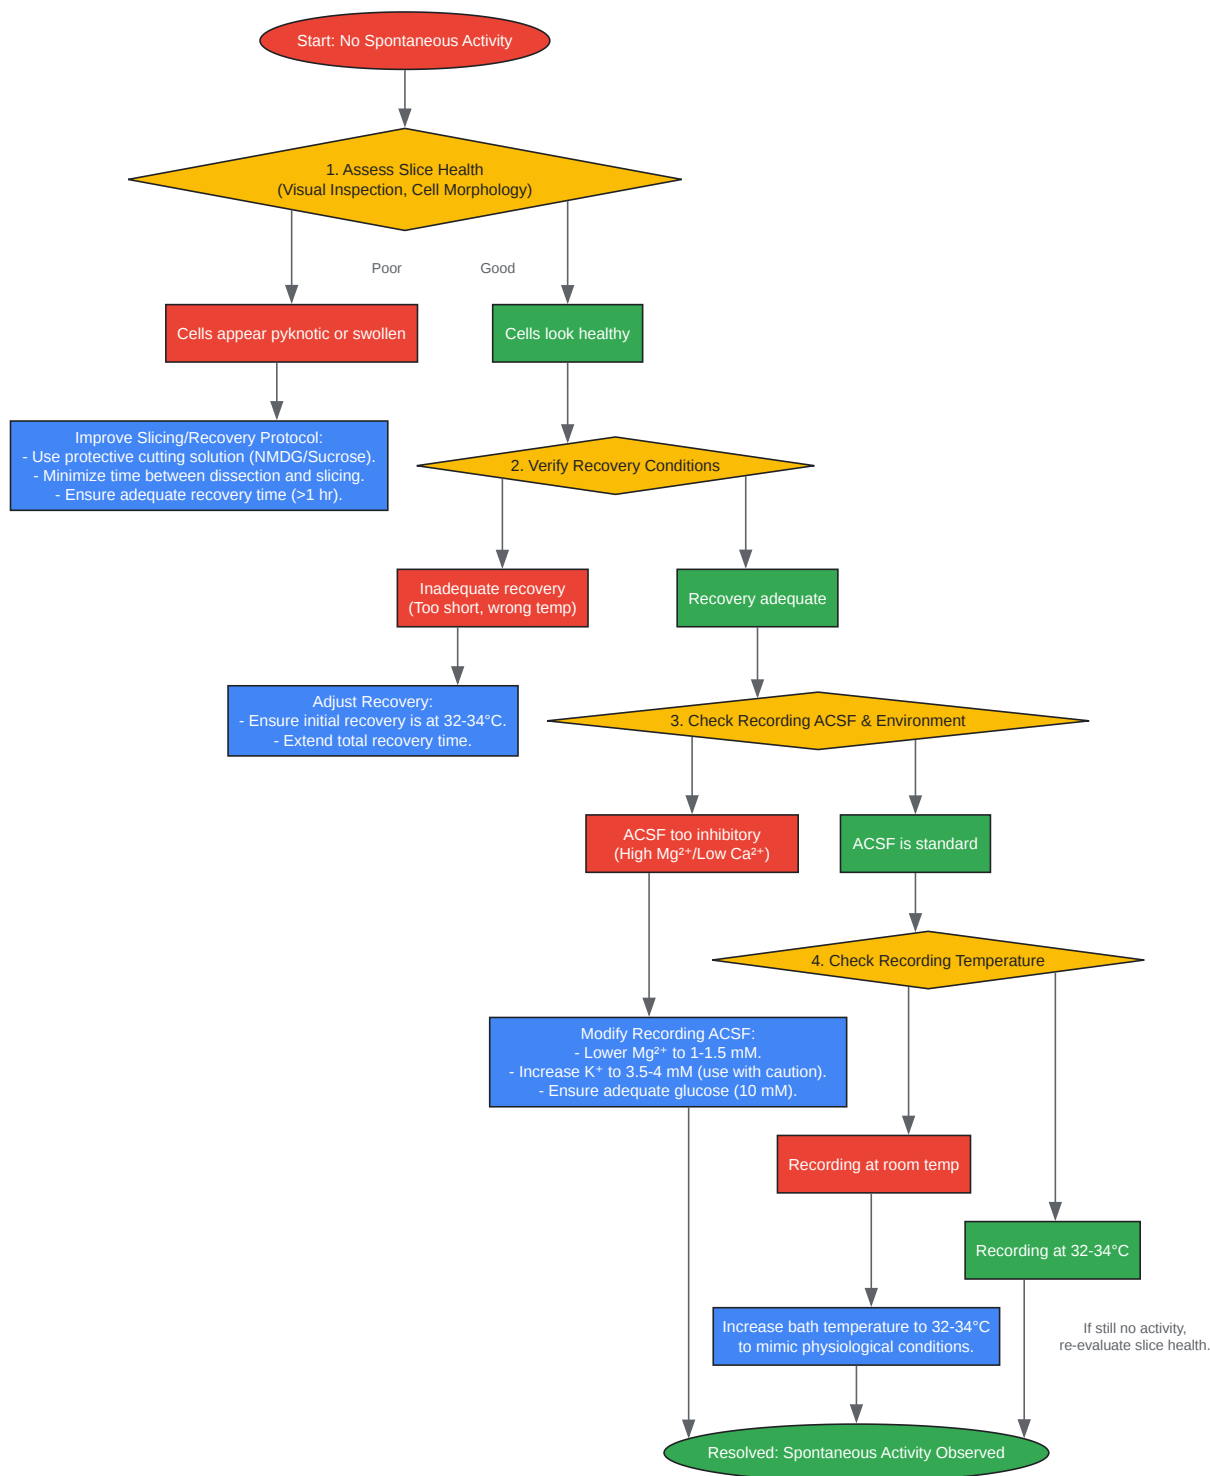 Start: No Spontaneous Activity
1. Assess Slice Health
(Visual Inspection, Cell Morphology)
Poor
Good
Cells appear pyknotic or swollen
Cells look healthy
Improve Slicing/Recovery Protocol:
- Use protective cutting solution (NMDG/Sucrose).
- Minimize time between dissection and slicing.
- Ensure adequate recovery time (>1 hr).
2. Verify Recovery Conditions
Inadequate recovery
(Too short, wrong temp)
Recovery adequate
Adjust Recovery:
- Ensure initial recovery is at 32-34°C.
- Extend total recovery time.
3. Check Recording ACSF & Environment
ACSF too inhibitory
(High Mg²⁺/Low Ca²⁺)
ACSF is standard
4. Check Recording Temperature
Modify Recording ACSF:
- Lower Mg²⁺ to 1-1.5 mM.
- Increase K⁺ to 3.5-4 mM (use with caution).
- Ensure adequate glucose (10 mM).
Recording at room temp
Recording at 32-34°C
Increase bath temperature to 32-34°C
to mimic physiological conditions.
If still no activity,
re-evaluate slice health.
Resolved: Spontaneous Activity Observed